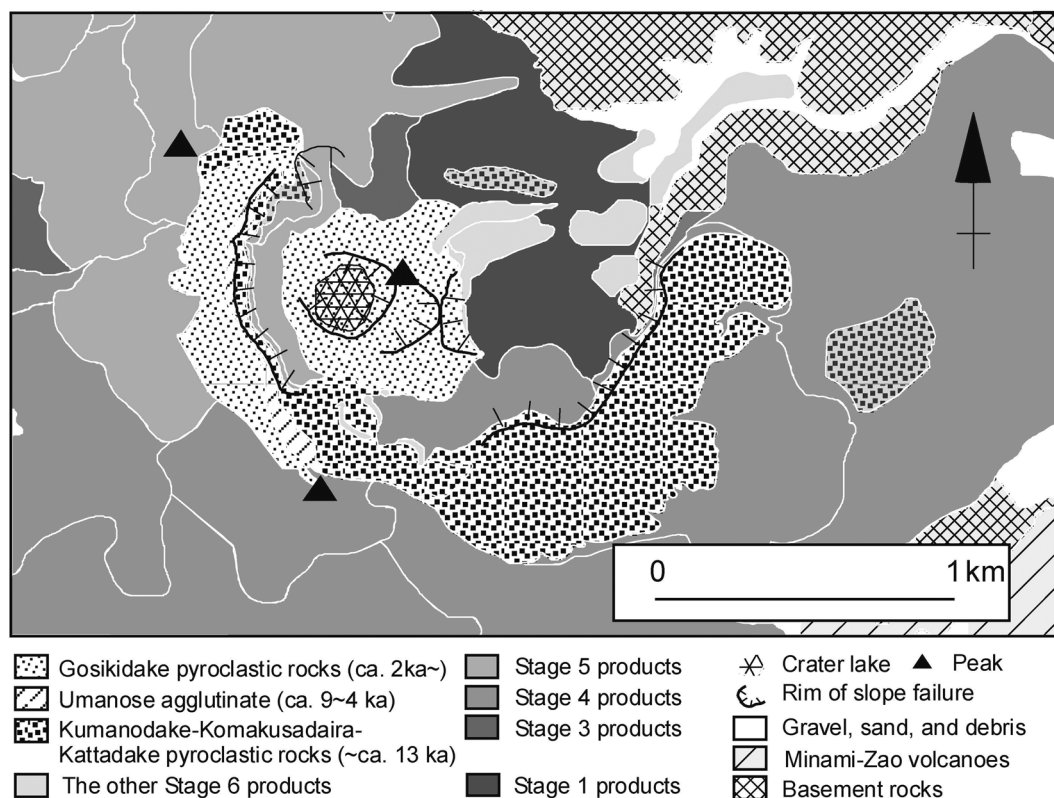 0 1 km
Gosikidake pyroclastic rocks (ca. 2ka~)
Umanose agglutinate (ca. 9~4 ka)
Kumanodake-Komakusadaira-
Kattadake pyroclastic rocks (~ca. 13 ka)
The other Stage 6 products
Stage 5 products
Stage 4 products
Stage 3 products
Stage 1 products
Crater lake
Peak
Rim of slope failure
Gravel, sand, and debris
Minami-Zao volcanoes
Basement rocks